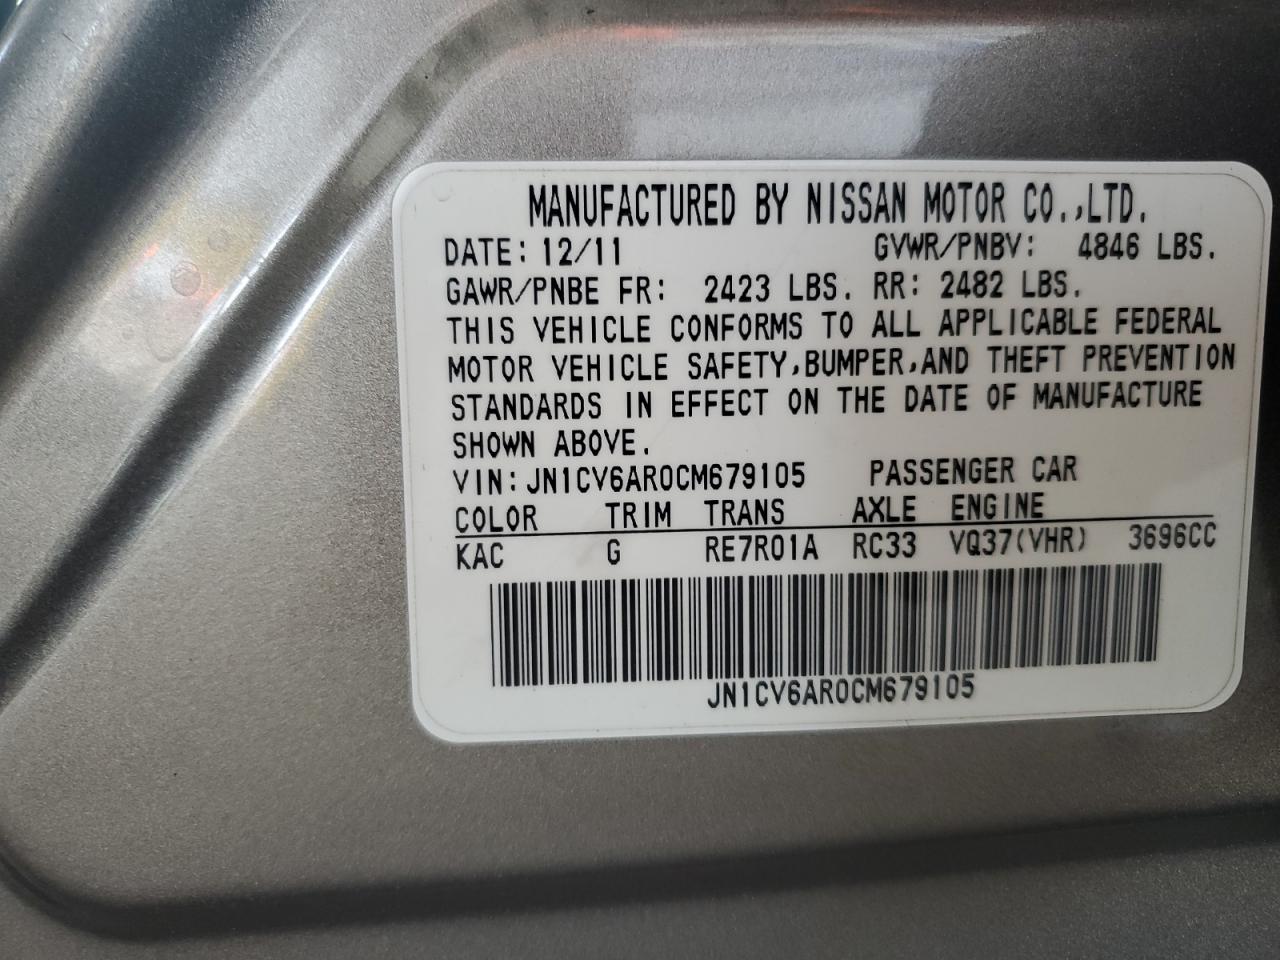 MANUFACTURED BY NISSAN MOTOR CO.,LTD.
DATE: 12/11 GVWR/PNBV: 4846 LBS.
GAWR/PNBE FR: 2423 LBS. RR: 2482 LBS.
THIS VEHICLE CONFORMS TO ALL APPLICABLE FEDERAL
MOTOR VEHICLE SAFETY,BUMPER,AND THEFT PREVENTION
STANDARDS IN EFFECT ON THE DATE OF MANUFACTURE
SHOWN ABOVE.
VIN: JN1CV6AR0CM679105 PASSENGER CAR
COLOR TRIM TRANS AXLE ENGINE
KAC G RE7R01A RC33 VQ37(VHR) 3696CC
JN1CV6AR0CM679105